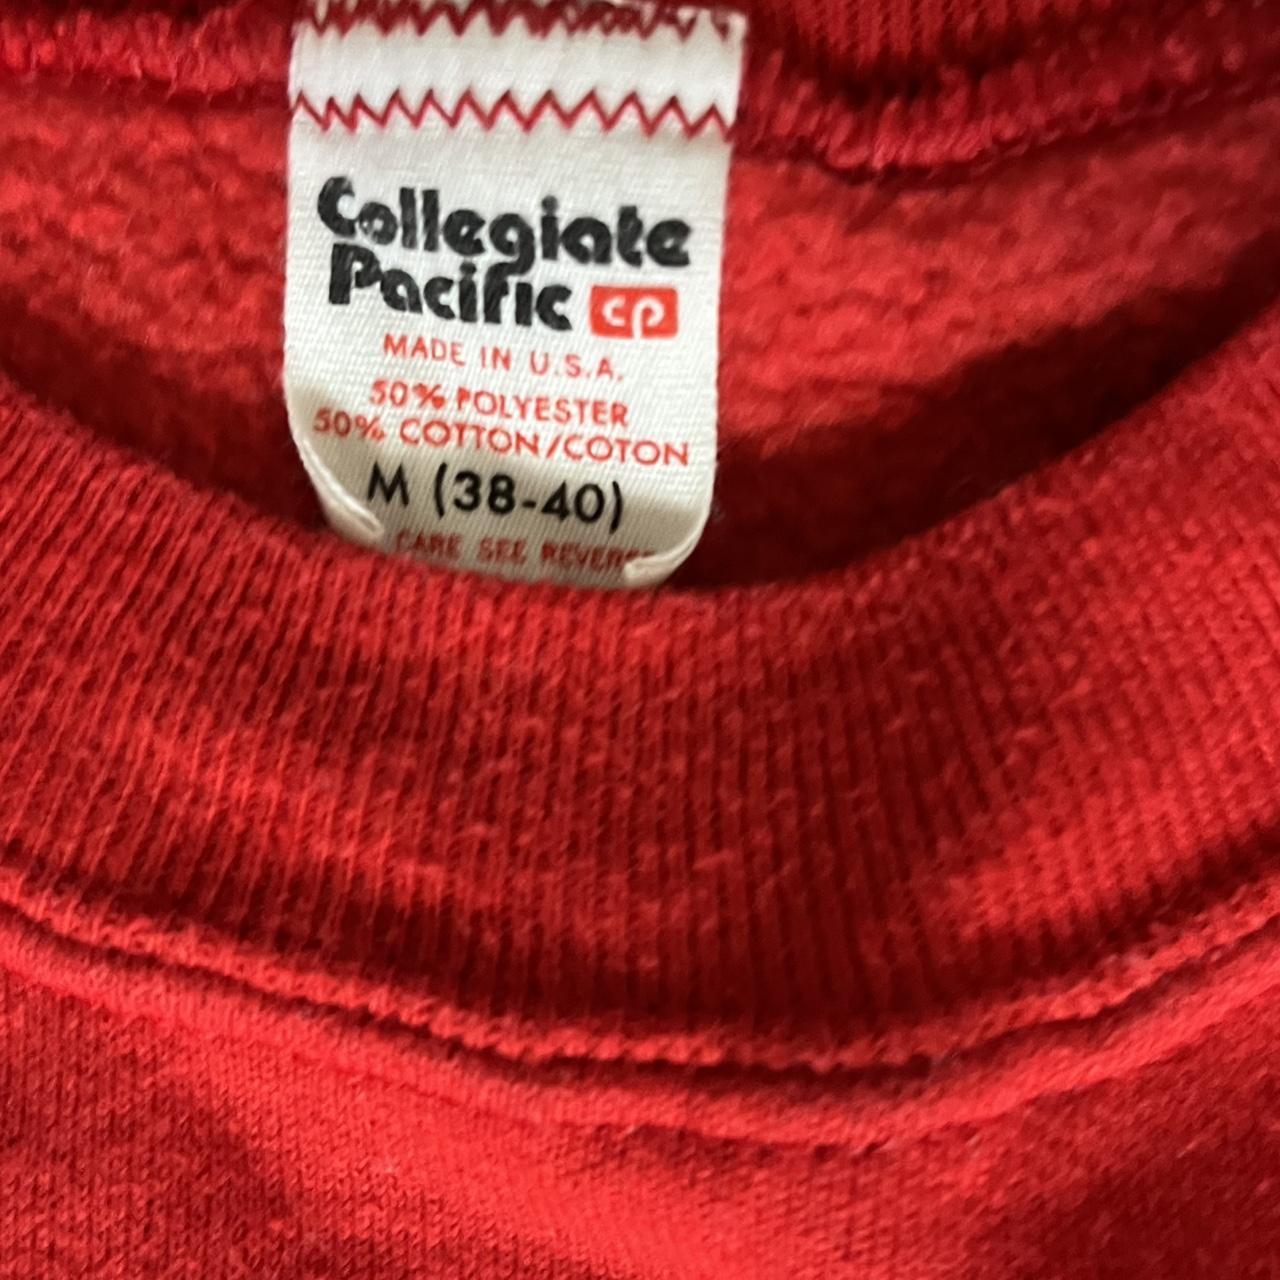 Collegiate
Pacific cp
MADE IN U.S.A.
50% POLYESTER
50% COTTON/COTON
M (38-40)
CARE SEE REVERSE